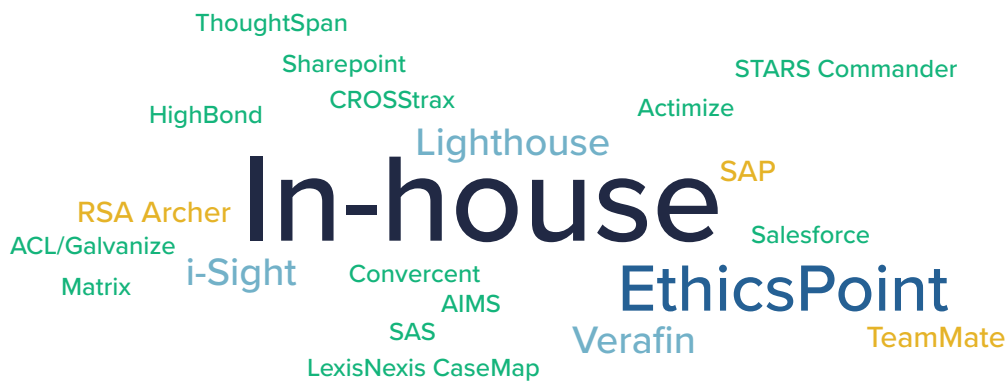 ThoughtSpan
Sharepoint
STARS Commander
CROSStrax
Actimize
HighBond
Lighthouse
SAP
In-house
RSA Archer
Salesforce
ACL/Galvanize
i-Sight
Convercent
Matrix
EthicsPoint
AIMS
SAS
Verafin
TeamMate
LexisNexis CaseMap